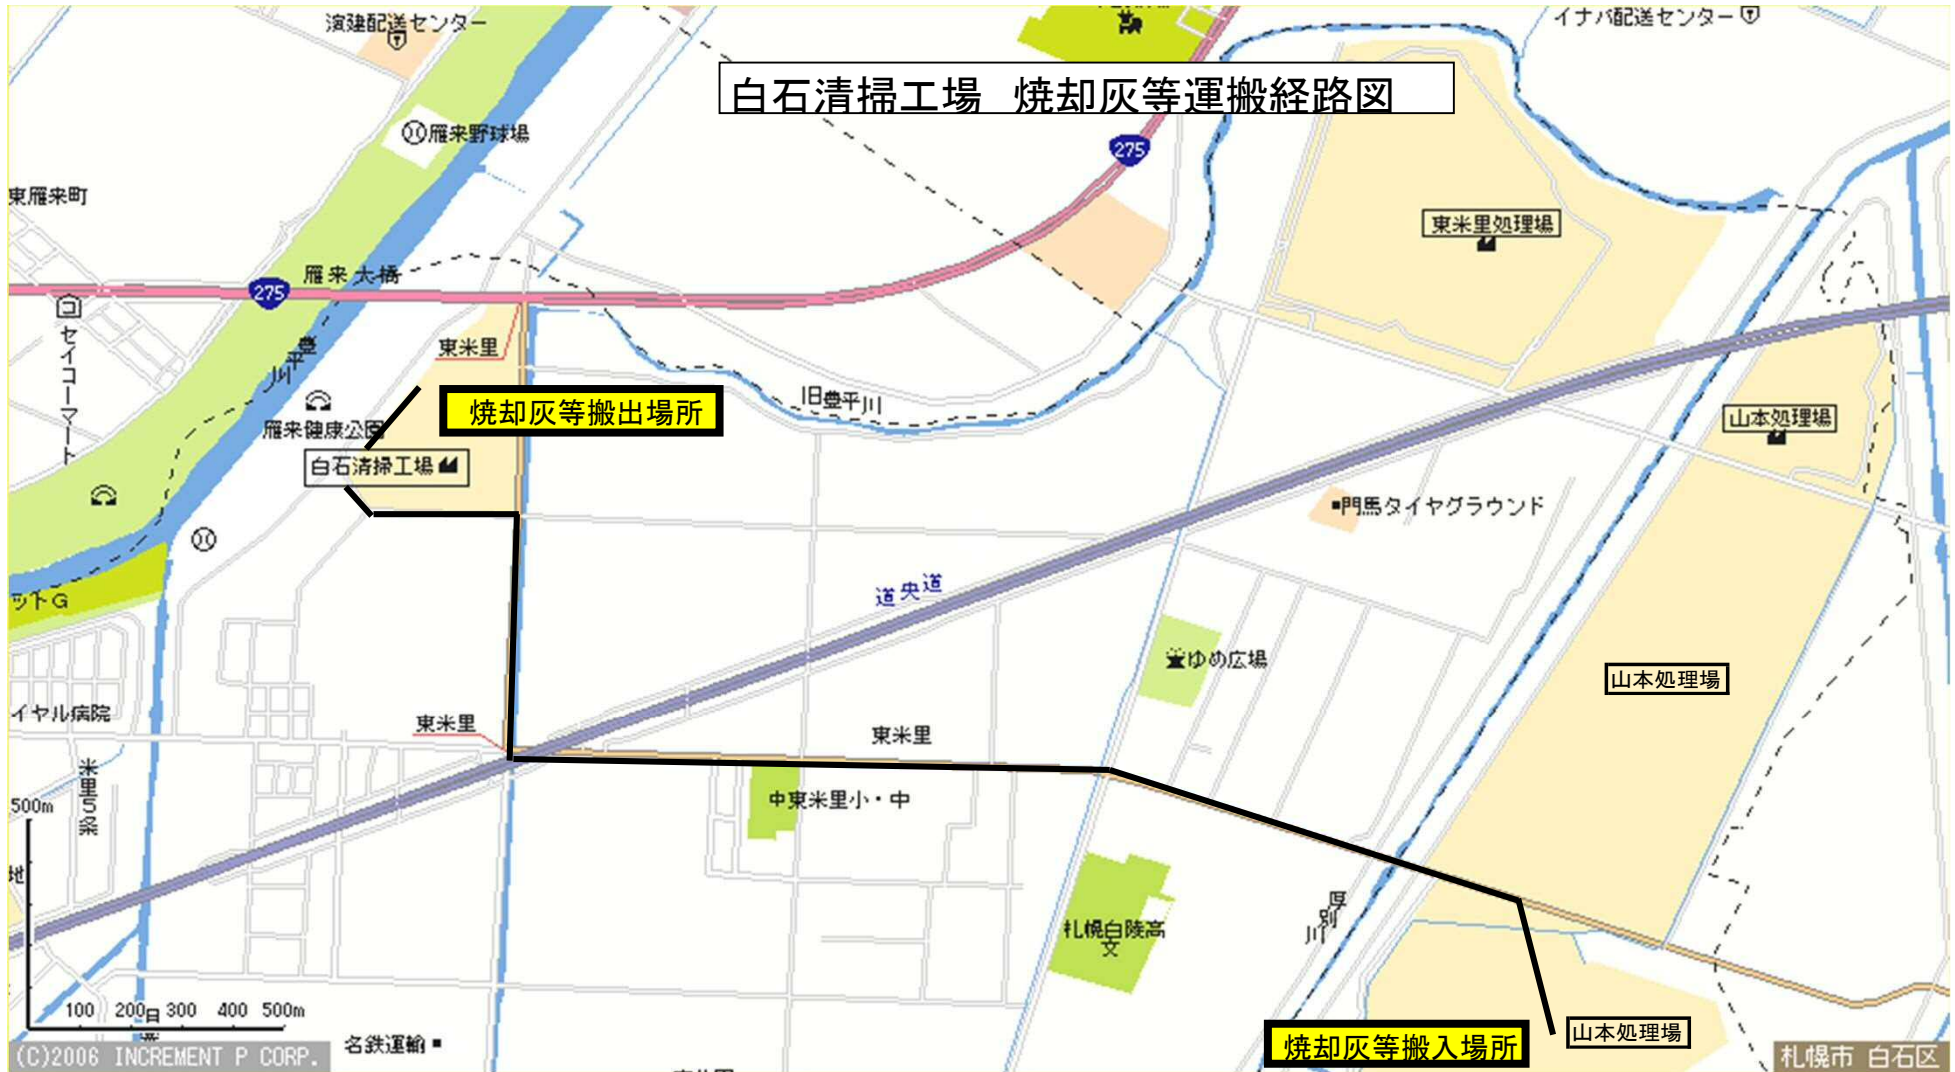 濱建配送センター
イナバ配送センター
白石清掃工場　焼却灰等運搬経路図
雁来野球場
275
東雁来町
東米里処理場
雁来大橋
275
セイコーマート
豊平川
東米里
焼却灰等搬出場所
旧豊平川
山本処理場
雁来健康公園
白石清掃工場
門馬タイヤグラウンド
道央道
ットG
ゆめ広場
山本処理場
イヤル病院
東米里
東米里
米里5条
500m
中東米里小・中
地
厚別川
札幌白陵高
文
100 200 300 400 500m
日
名鉄運輸
焼却灰等搬入場所
山本処理場
(C)2006 INCREMENT P CORP.
札幌市 白石区